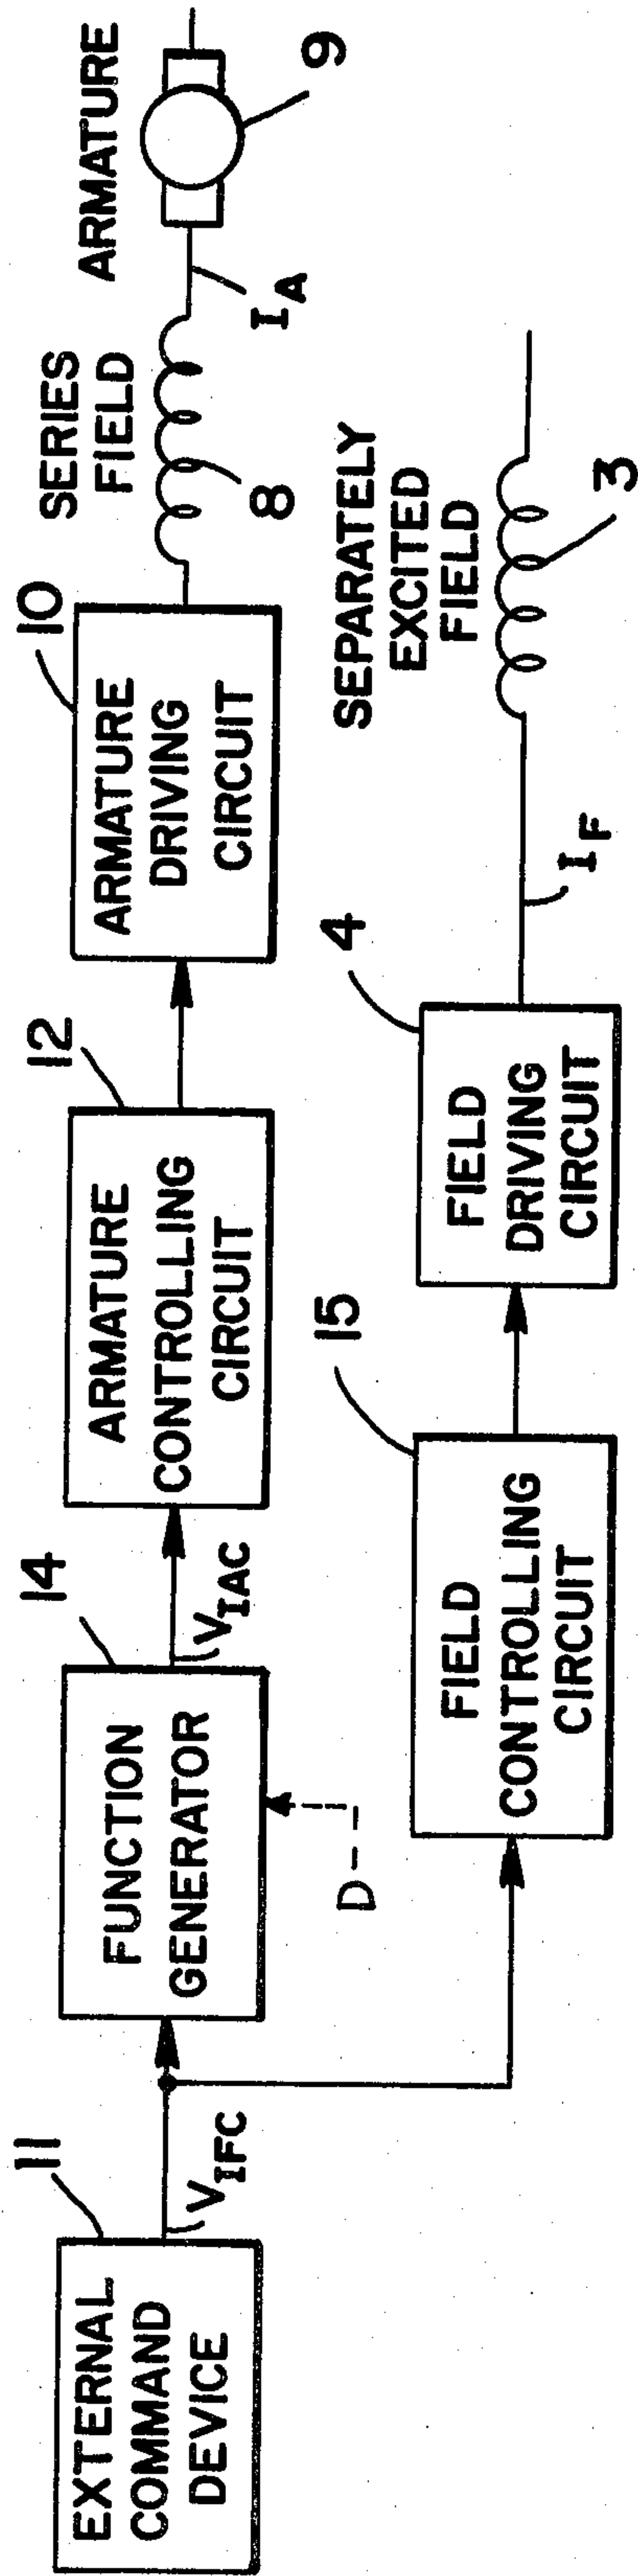 11
EXTERNAL
COMMAND
DEVICE
V_IFC
14
FUNCTION
GENERATOR
D
V_IAC
12
ARMATURE
CONTROLLING
CIRCUIT
10
ARMATURE
DRIVING
CIRCUIT
SERIES
FIELD
8
I_A
ARMATURE
9
15
FIELD
CONTROLLING
CIRCUIT
4
FIELD
DRIVING
CIRCUIT
I_F
SEPARATELY
EXCITED
FIELD
3